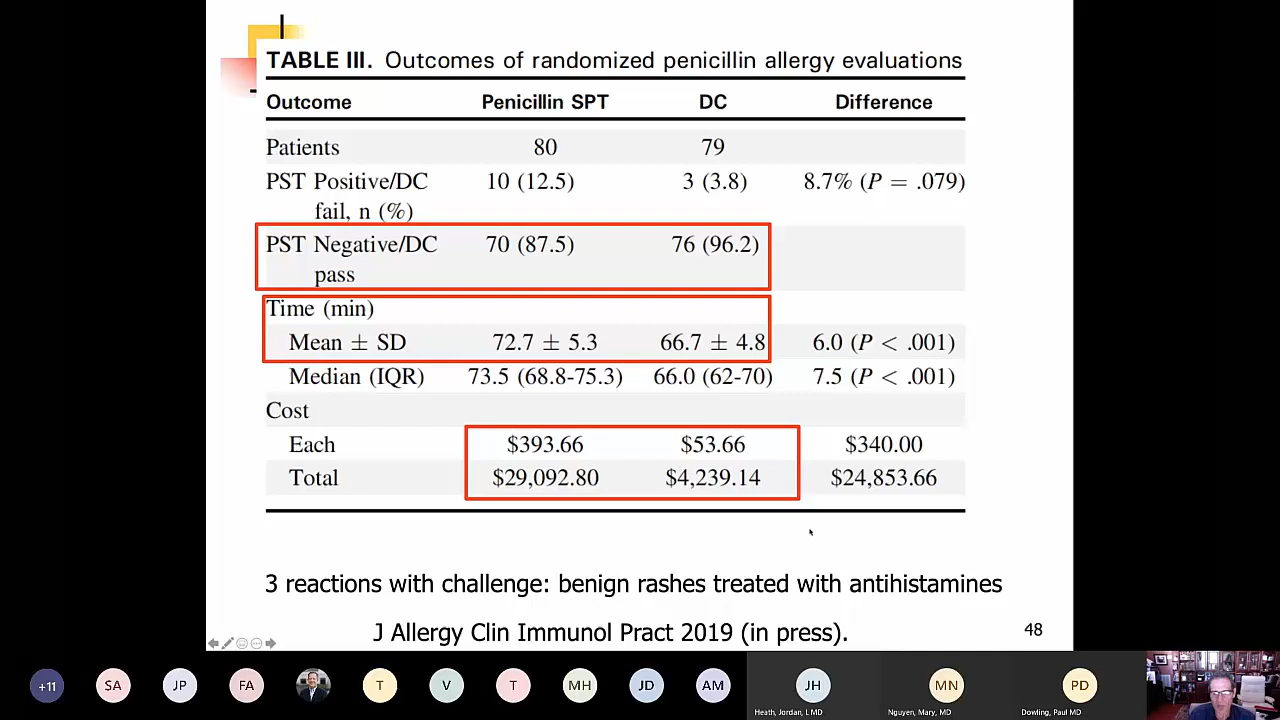 TABLE III. Outcomes of randomized penicillin allergy evaluations
Outcome Penicillin SPT DC Difference
Patients 80 79
PST Positive/DC 10 (12.5) 3 (3.8) 8.7% (P = .079)
fail, n (%)
PST Negative/DC 70 (87.5) 76 (96.2)
pass
Time (min)
Mean ± SD 72.7 ± 5.3 66.7 ± 4.8 6.0 (P < .001)
Median (IQR) 73.5 (68.8-75.3) 66.0 (62-70) 7.5 (P < .001)
Cost
Each $393.66 $53.66 $340.00
Total $29,092.80 $4,239.14 $24,853.66
3 reactions with challenge: benign rashes treated with antihistamines
J Allergy Clin Immunol Pract 2019 (in press). 48
+11 SA JP FA T V T MH JD AM JH MN PD
Heath, Jordan, L MD Nguyen, Mary, MD Dowling, Paul MD